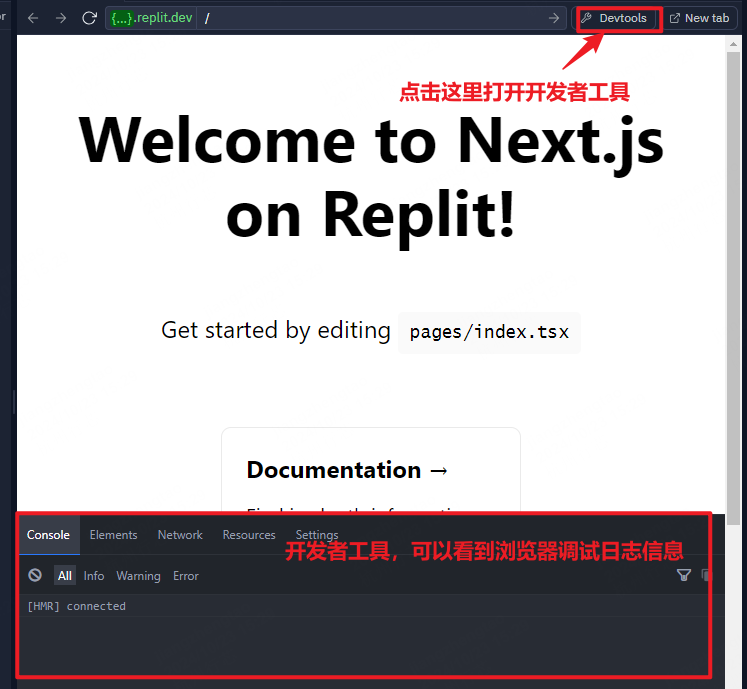 {...}.replit.dev /
Devtools
New tab
点击这里打开开发者工具
Welcome to Next.js
on Replit!
Get started by editing pages/index.tsx
Documentation →
Console Elements Network Resources Settings
开发者工具，可以看到浏览器调试日志信息
All Info Warning Error
[HMR] connected